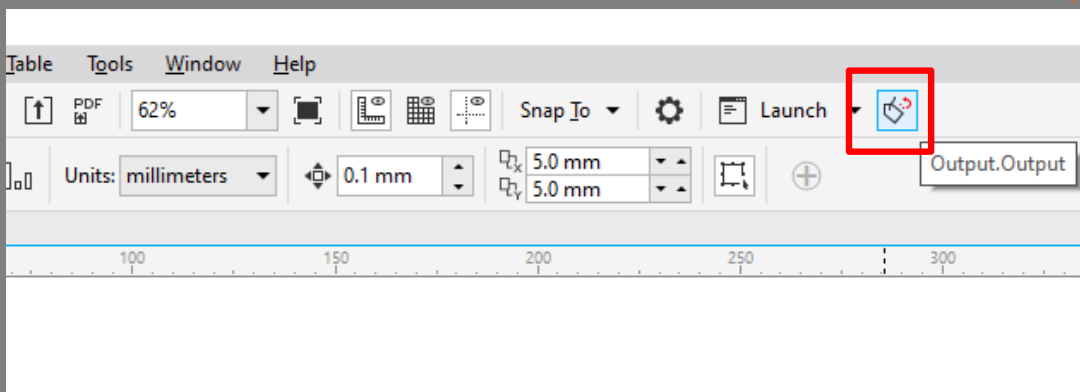 Table Tools Window Help
PDF 62% Snap To Launch
Units: millimeters 0.1 mm x 5.0 mm
y 5.0 mm
Output.Output
100 150 200 250 300